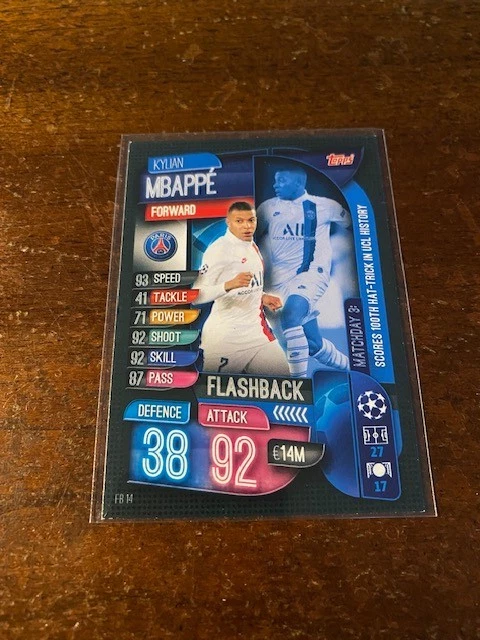 KYLIAN
MBAPPÉ
FORWARD
Topps
PARIS
93 SPEED
41 TACKLE
71 POWER
92 SHOOT
92 SKILL
87 PASS
MATCHDAY 3:
SCORES 100TH HAT-TRICK IN UCL HISTORY
FLASHBACK
DEFENCE
38
ATTACK
92
€14M
27
17
FB 14